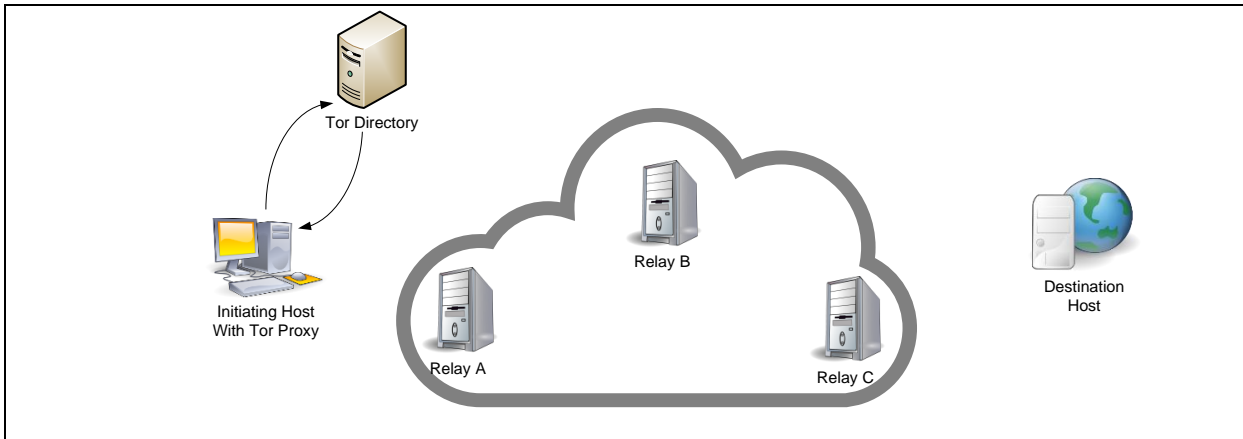 Tor Directory
Initiating Host
With Tor Proxy
Relay A
Relay B
Relay C
Destination
Host